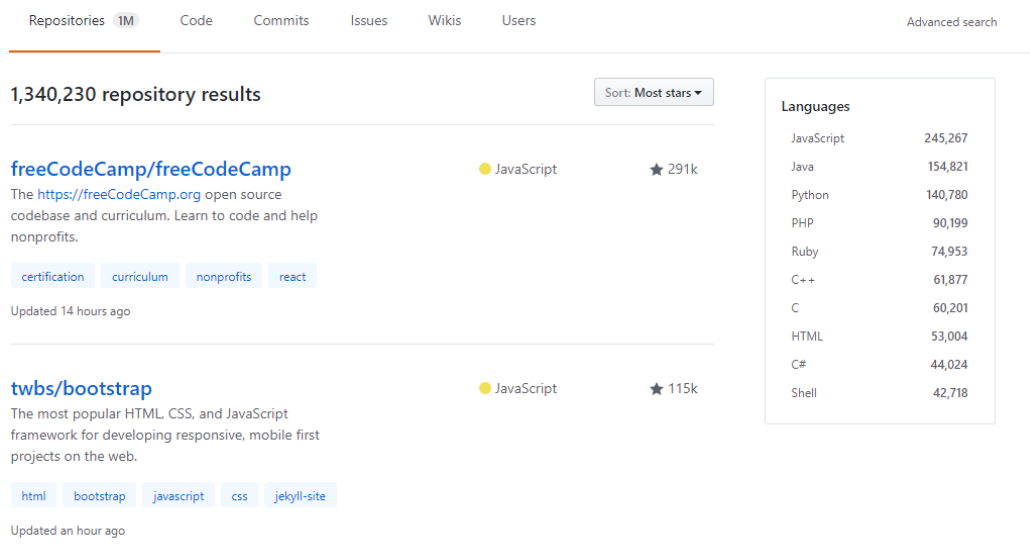 Repositories 1M Code Commits Issues Wikis Users Advanced search
1,340,230 repository results
Sort: Most stars
freeCodeCamp/freeCodeCamp
JavaScript
291k
The https://freeCodeCamp.org open source
codebase and curriculum. Learn to code and help
nonprofits.
certification curriculum nonprofits react
Updated 14 hours ago
twbs/bootstrap
JavaScript
115k
The most popular HTML, CSS, and JavaScript
framework for developing responsive, mobile first
projects on the web.
html bootstrap javascript css jekyll-site
Updated an hour ago
Languages
JavaScript 245,267
Java 154,821
Python 140,780
PHP 90,199
Ruby 74,953
C++ 61,877
C 60,201
HTML 53,004
C# 44,024
Shell 42,718